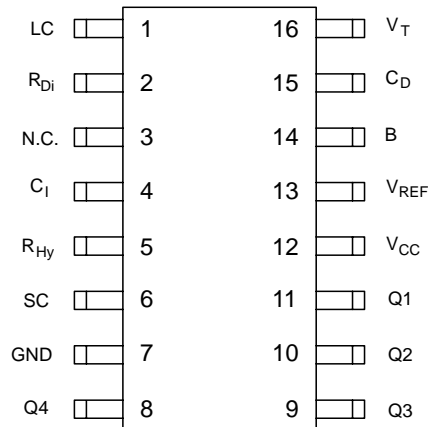 LC 1 16 V_T
R_Di 2 15 C_D
N.C. 3 14 B
C_I 4 13 V_REF
R_Hy 5 12 V_CC
SC 6 11 Q1
GND 7 10 Q2
Q4 8 9 Q3